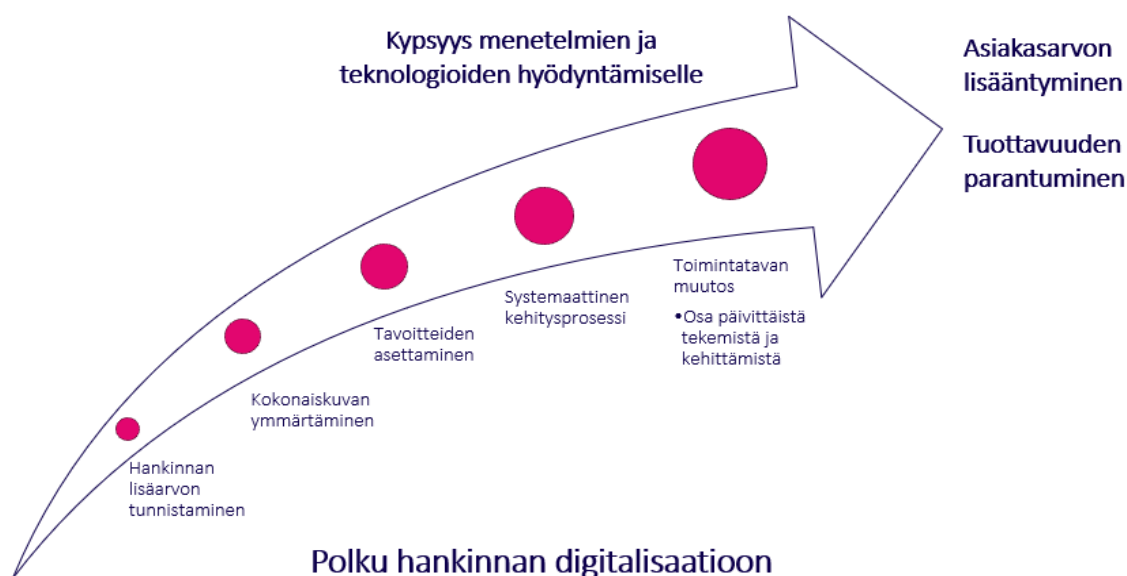 Kypsyys menetelmien ja
teknologioiden hyödyntämiselle
Asiakasarvon
lisääntyminen
Tuottavuuden
parantuminen
Toimintatavan
muutos
•Osa päivittäistä
tekemistä ja
kehittämistä
Systemaattinen
kehitysprosessi
Tavoitteiden
asettaminen
Kokonaiskuvan
ymmärtäminen
Hankinnan
lisäarvon
tunnistaminen
Polku hankinnan digitalisaatioon